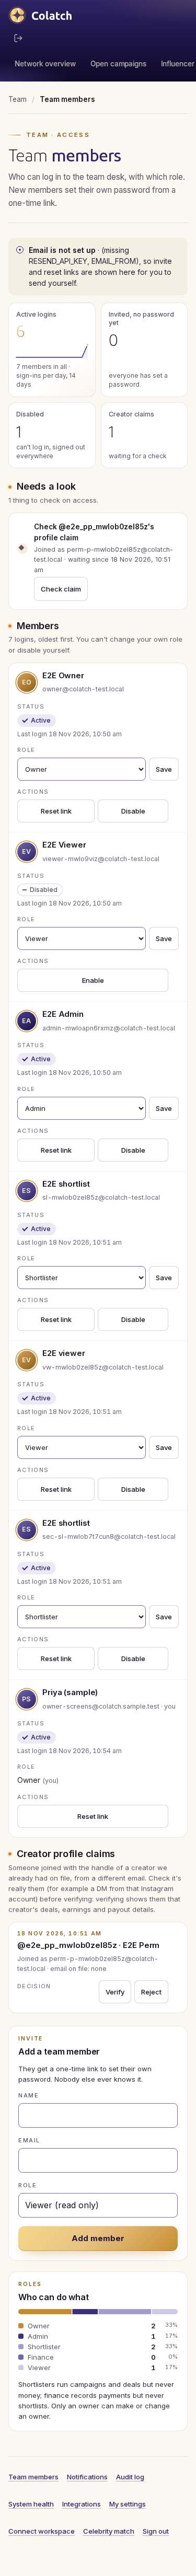 Colatch
Network overview Open campaigns Influencer
Team / Team members
TEAM · ACCESS
Team members
Who can log in to the team desk, with which role.
New members set their own password from a
one-time link.
Email is not set up · (missing
RESEND_API_KEY, EMAIL_FROM), so invite
and reset links are shown here for you to
send yourself.
Active logins
6
7 members in all ·
sign-ins per day, 14
days
Invited, no password
yet
0
everyone has set a
password
Disabled
1
can't log in, signed out
everywhere
Creator claims
1
waiting for a check
Needs a look
1 thing to check on access.
Check @e2e_pp_mwlob0zel85z's
profile claim
Joined as perm-p-mwlob0zel85z@colatch-
test.local · waiting since 18 Nov 2026, 10:51
am
Check claim
Members
7 logins, oldest first. You can't change your own role
or disable yourself.
EO
E2E Owner
owner@colatch-test.local
STATUS
Active
Last login 18 Nov 2026, 10:50 am
ROLE
Owner Save
ACTIONS
Reset link Disable
EV
E2E Viewer
viewer-mwlo9viz@colatch-test.local
STATUS
Disabled
Last login 18 Nov 2026, 10:50 am
ROLE
Viewer Save
ACTIONS
Enable
EA
E2E Admin
admin-mwloapn6rxmz@colatch-test.local
STATUS
Active
Last login 18 Nov 2026, 10:50 am
ROLE
Admin Save
ACTIONS
Reset link Disable
ES
E2E shortlist
sl-mwlob0zel85z@colatch-test.local
STATUS
Active
Last login 18 Nov 2026, 10:51 am
ROLE
Shortlister Save
ACTIONS
Reset link Disable
EV
E2E viewer
vw-mwlob0zel85z@colatch-test.local
STATUS
Active
Last login 18 Nov 2026, 10:51 am
ROLE
Viewer Save
ACTIONS
Reset link Disable
ES
E2E shortlist
sec-sl-mwlob7t7cun8@colatch-test.local
STATUS
Active
Last login 18 Nov 2026, 10:51 am
ROLE
Shortlister Save
ACTIONS
Reset link Disable
PS
Priya (sample)
owner-screens@colatch.sample.test · you
STATUS
Active
Last login 18 Nov 2026, 10:54 am
ROLE
Owner (you)
ACTIONS
Reset link
Creator profile claims
Someone joined with the handle of a creator we
already had on file, from a different email. Check it's
really them (for example a DM from that Instagram
account) before verifying: verifying shows them that
creator's deals, earnings and payout details.
18 NOV 2026, 10:51 AM
@e2e_pp_mwlob0zel85z · E2E Perm
Joined as perm-p-mwlob0zel85z@colatch-
test.local · email on file: none
DECISION
Verify Reject
INVITE
Add a team member
They get a one-time link to set their own
password. Nobody else ever knows it.
NAME
EMAIL
ROLE
Viewer (read only)
Add member
ROLES
Who can do what
Owner 2 33%
Admin 1 17%
Shortlister 2 33%
Finance 0 0%
Viewer 1 17%
Shortlisters run campaigns and deals but never
money; finance records payments but never
shortlists. Only an owner can make or change
an owner.
Team members Notifications Audit log
System health Integrations My settings
Connect workspace Celebrity match Sign out